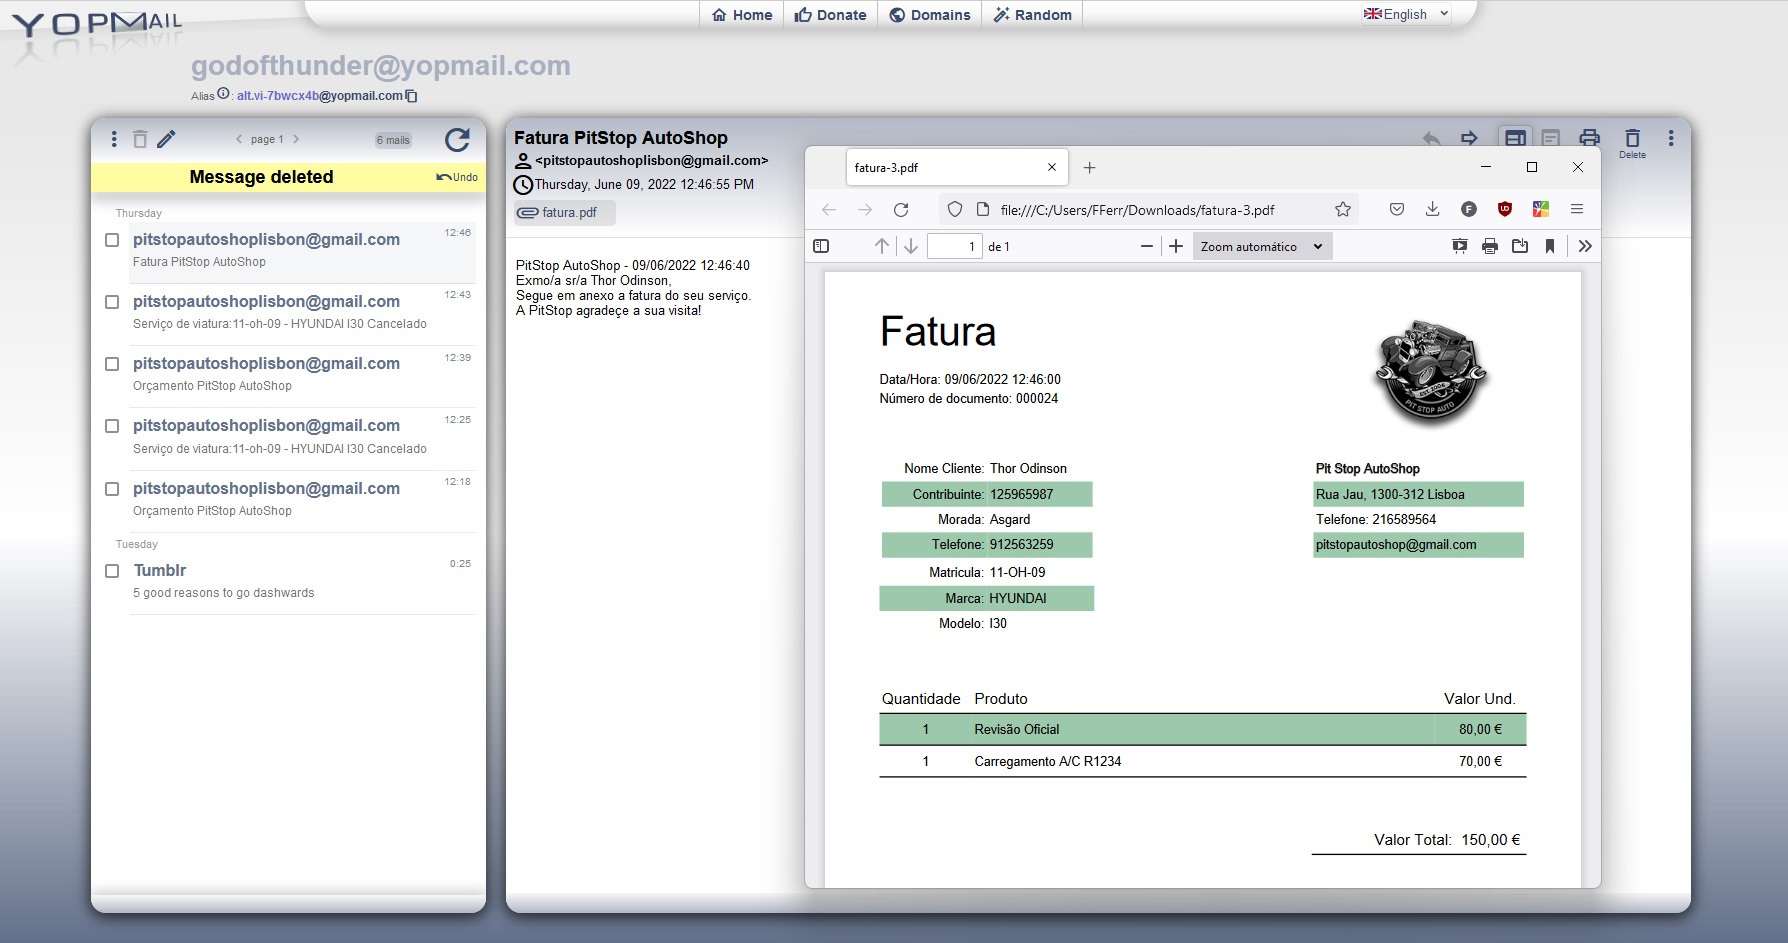 YOPMAIL
Home
Donate
Domains
Random
English
godofthunder@yopmail.com
Alias : alt.vi-7bwcx4b@yopmail.com
page 1
6 mails
Message deleted
Undo
Thursday
pitstopautoshoplisbon@gmail.com 12:46
Fatura PitStop AutoShop
pitstopautoshoplisbon@gmail.com 12:43
Serviço de viatura:11-oh-09 - HYUNDAI I30 Cancelado
pitstopautoshoplisbon@gmail.com 12:39
Orçamento PitStop AutoShop
pitstopautoshoplisbon@gmail.com 12:25
Serviço de viatura:11-oh-09 - HYUNDAI I30 Cancelado
pitstopautoshoplisbon@gmail.com 12:18
Orçamento PitStop AutoShop
Tuesday
Tumblr 0:25
5 good reasons to go dashwards
Fatura PitStop AutoShop
<pitstopautoshoplisbon@gmail.com>
Thursday, June 09, 2022 12:46:55 PM
fatura.pdf
Delete
PitStop AutoShop - 09/06/2022 12:46:40
Exmo/a sr/a Thor Odinson,
Segue em anexo a fatura do seu serviço.
A PitStop agradeçe a sua visita!
fatura-3.pdf
file:///C:/Users/FFerr/Downloads/fatura-3.pdf
F
1 de 1
Zoom automático
Fatura
Data/Hora: 09/06/2022 12:46:00
Número de documento: 000024
EST 2006
PIT STOP AUTO
Nome Cliente: Thor Odinson
Contribuinte: 125965987
Morada: Asgard
Telefone: 912563259
Matricula: 11-OH-09
Marca: HYUNDAI
Modelo: I30
Pit Stop AutoShop
Rua Jau, 1300-312 Lisboa
Telefone: 216589564
pitstopautoshop@gmail.com
Quantidade Produto Valor Und.
1 Revisão Oficial 80,00 €
1 Carregamento A/C R1234 70,00 €
Valor Total: 150,00 €